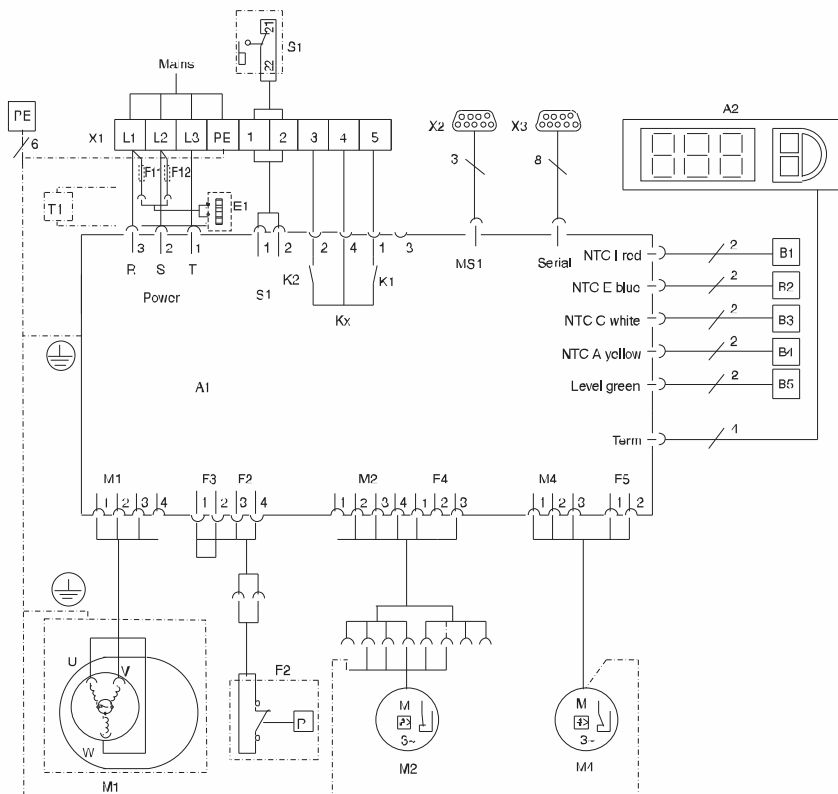 21
22
S1
Mains
PE
6
X1 L1 L2 L3 PE 1 2 3 4 5
X2
3
X3
8
A2
F11 F12
E1
T1
3 2 1
R S T
Power
1 2
S1
2 4 1 3
K2 K1
Kx
MS1
Serial
NTC I red 2 B1
NTC E blue 2 B2
NTC C white 2 B3
NTC A yellow 2 B4
Level green 2 B5
Term 4
A1
M1 F3 F2 M2 F4 M4 F5
1 2 3 4 1 2 3 4 1 2 3 4 1 2 3 1 2 3 1 2
U V
W
M1
F2
P
M
3~
M2
M
3~
M4